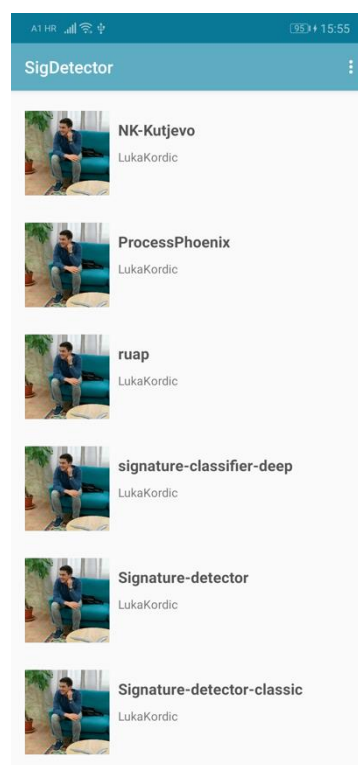 A1 HR 95 15:55
SigDetector
NK-Kutjevo
LukaKordic
ProcessPhoenix
LukaKordic
ruap
LukaKordic
signature-classifier-deep
LukaKordic
Signature-detector
LukaKordic
Signature-detector-classic
LukaKordic